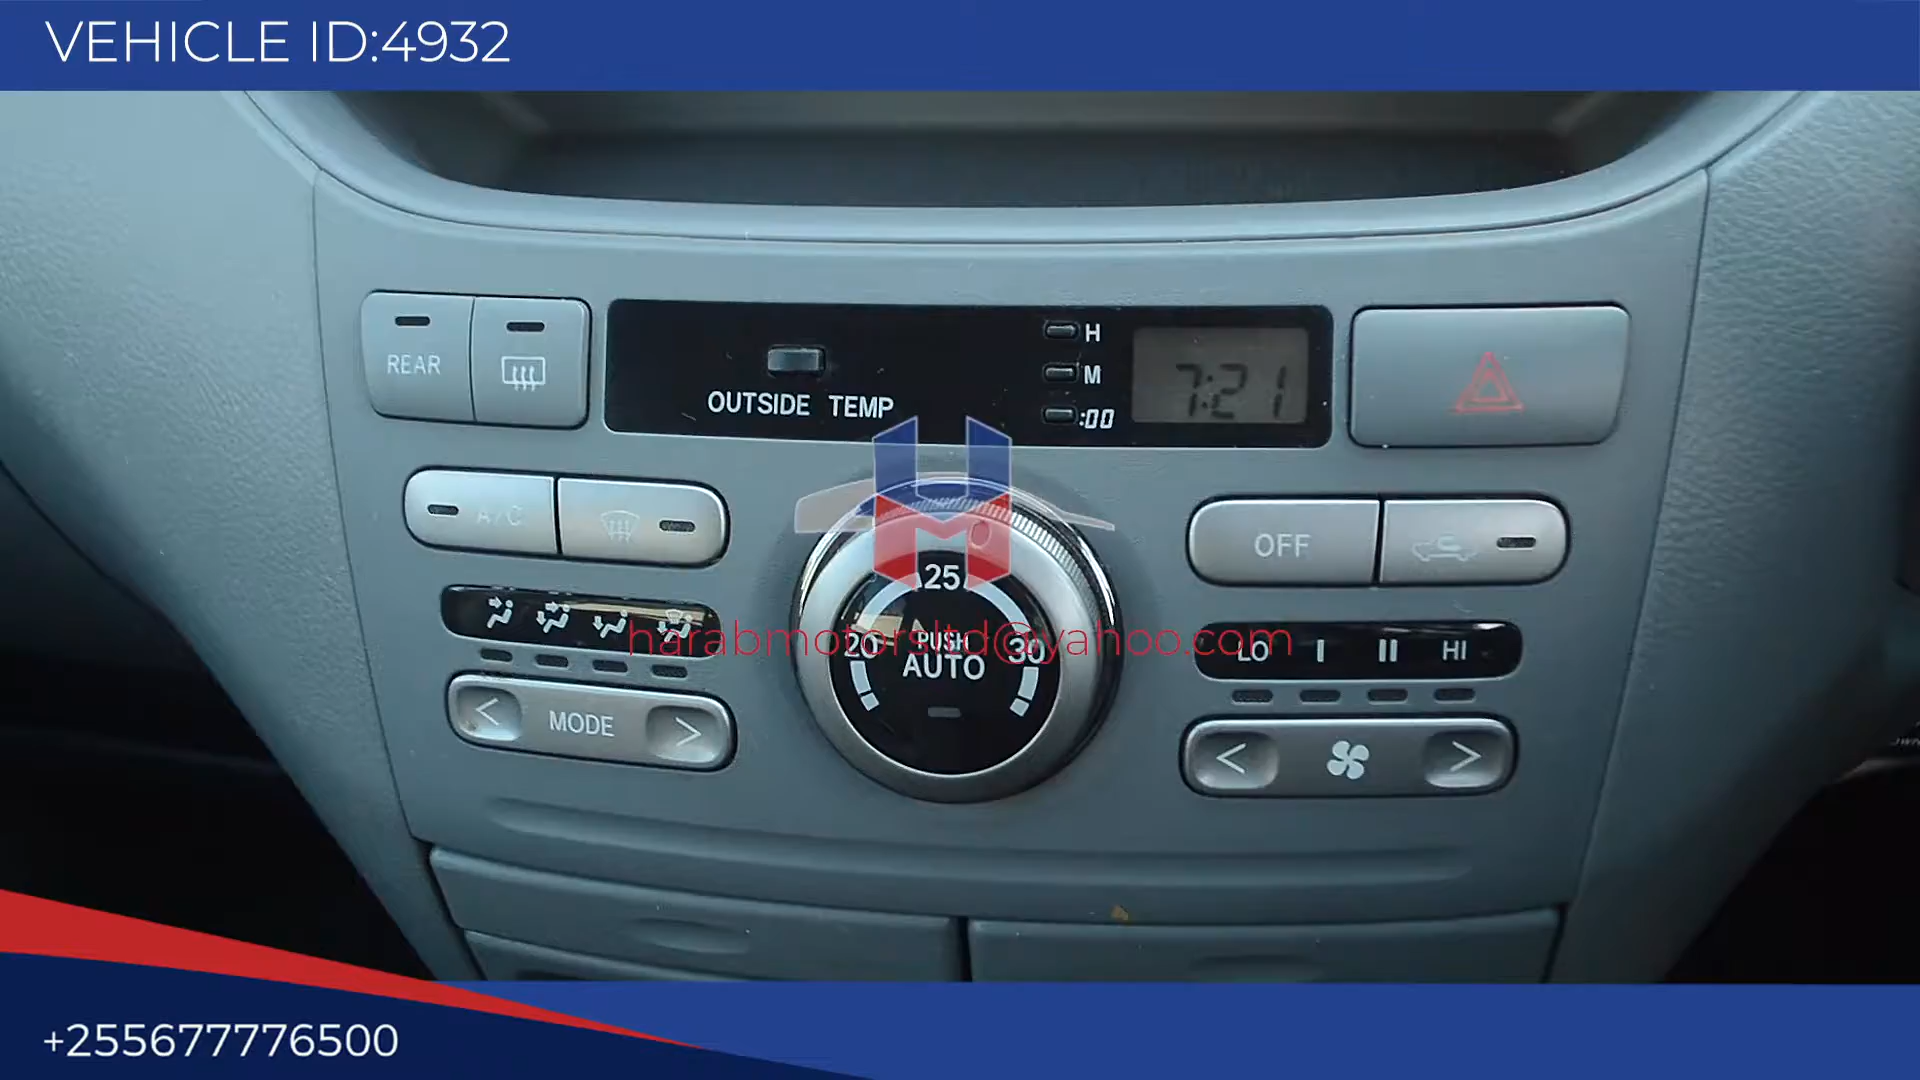 VEHICLE ID:4932
REAR
OUTSIDE TEMP
H
M
:00
7:21
A/C
OFF
25
20
PUSH
AUTO
30
harabmotorsltd@yahoo.com
LO I II HI
< MODE >
< >
+255677776500